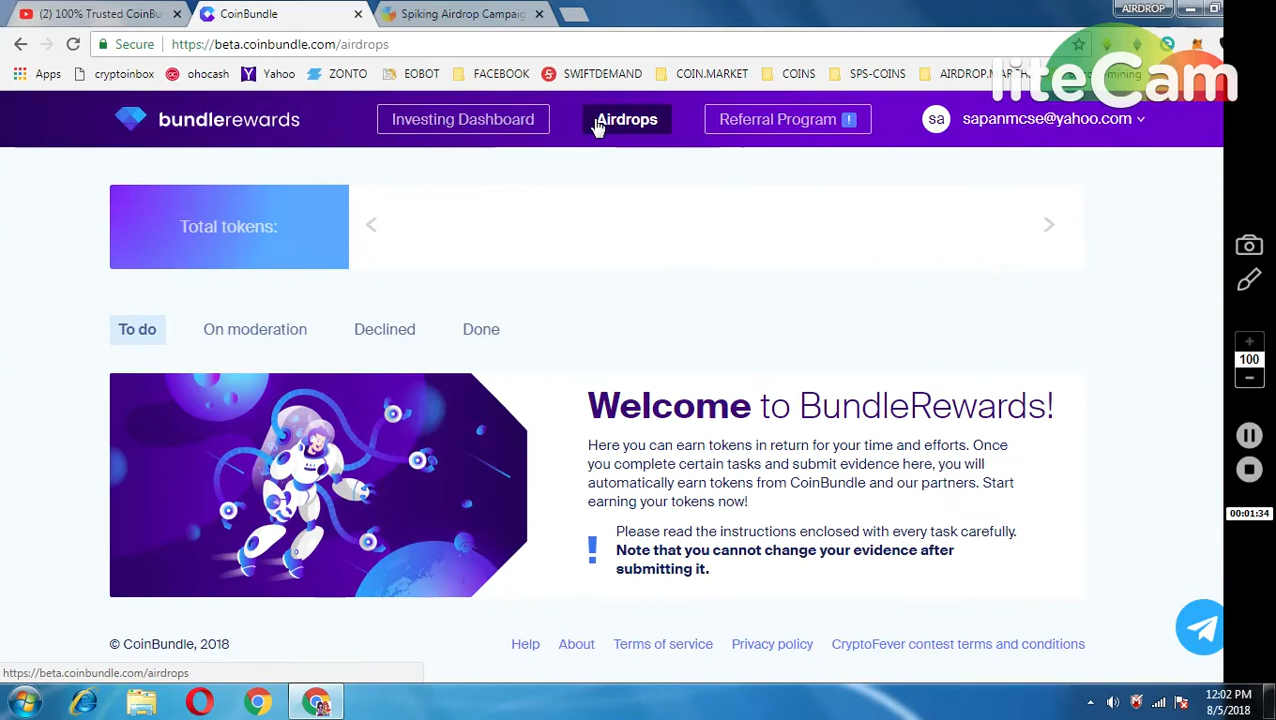 AIRDROP
(2) 100% Trusted CoinBu
CoinBundle
Spiking Airdrop Campaig
Secure
https://beta.coinbundle.com/airdrops
Apps
cryptoinbox
ohocash
Yahoo
ZONTO
EOBOT
FACEBOOK
SWIFTDEMAND
COIN.MARKET
COINS
SPS-COINS
mining
liteCam
bundlerewards
Investing Dashboard
Airdrops
Referral Program !
sa
sapanmcse@yahoo.com
Total tokens:
To do
On moderation
Declined
Done
Welcome to BundleRewards!
Here you can earn tokens in return for your time and efforts. Once
you complete certain tasks and submit evidence here, you will
automatically earn tokens from CoinBundle and our partners. Start
earning your tokens now!
! Please read the instructions enclosed with every task carefully.
Note that you cannot change your evidence after
submitting it.
100
00:01:34
© CoinBundle, 2018
Help
About
Terms of service
Privacy policy
CryptoFever contest terms and conditions
https://beta.coinbundle.com/airdrops
12:02 PM
8/5/2018